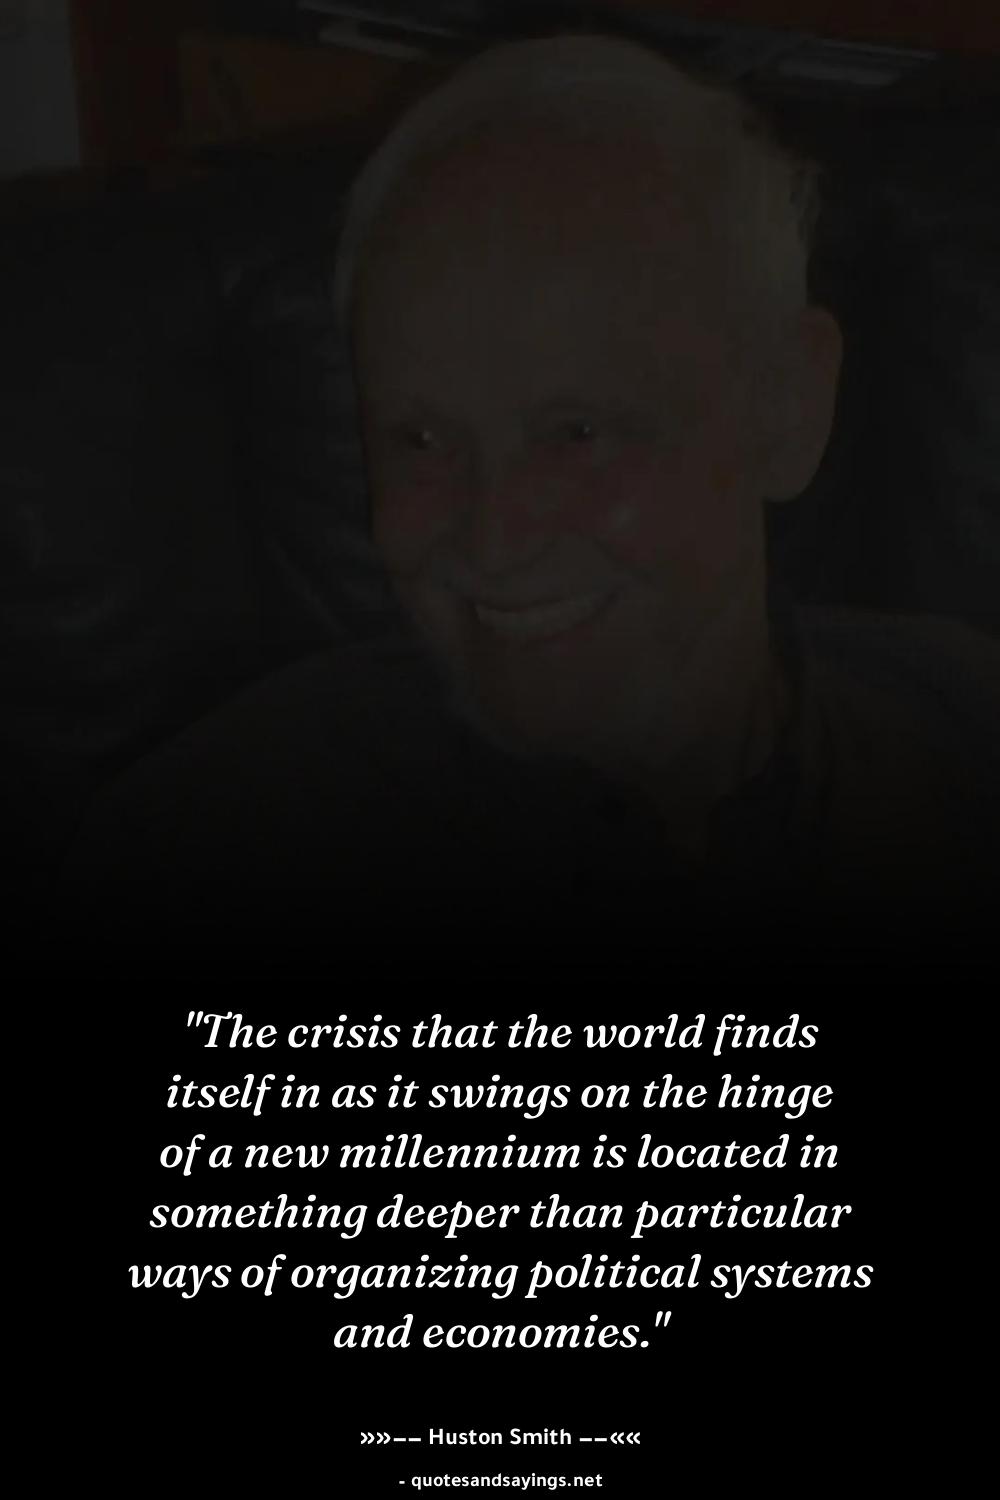 "The crisis that the world finds
itself in as it swings on the hinge
of a new millennium is located in
something deeper than particular
ways of organizing political systems
and economies."
»»−− Huston Smith −−««
- quotesandsayings.net